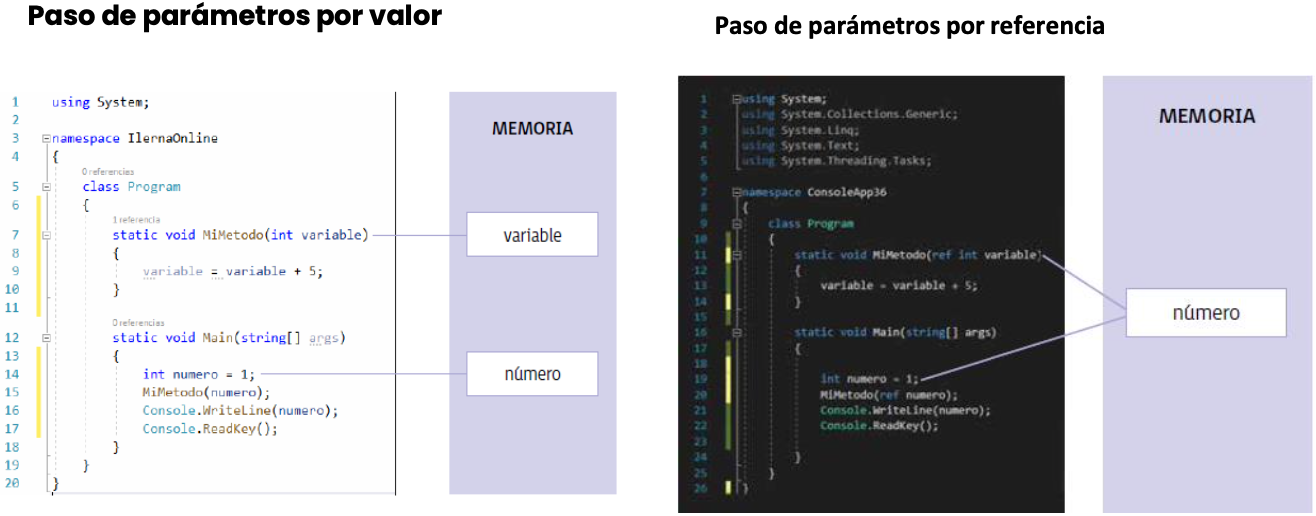 Paso de parámetros por valor
1 using System;
2
3 namespace IlernaOnline
4 {
0 referencias
5 class Program
6 {
1 referencia
7 static void MiMetodo(int variable)
8 {
9 variable = variable + 5;
10 }
11
0 referencias
12 static void Main(string[] args)
13 {
14 int numero = 1;
15 MiMetodo(numero);
16 Console.WriteLine(numero);
17 Console.ReadKey();
18 }
19 }
20 }
MEMORIA
variable
número
Paso de parámetros por referencia
1 using System;
2 using System.Collections.Generic;
3 using System.Linq;
4 using System.Text;
5 using System.Threading.Tasks;
6
7 namespace ConsoleApp36
8 {
9 class Program
10 {
11 static void MiMetodo(ref int variable)
12 {
13 variable = variable + 5;
14 }
15
16 static void Main(string[] args)
17 {
18
19 int numero = 1;
20 MiMetodo(ref numero);
21 Console.WriteLine(numero);
22 Console.ReadKey();
23
24 }
25 }
26 }
MEMORIA
número